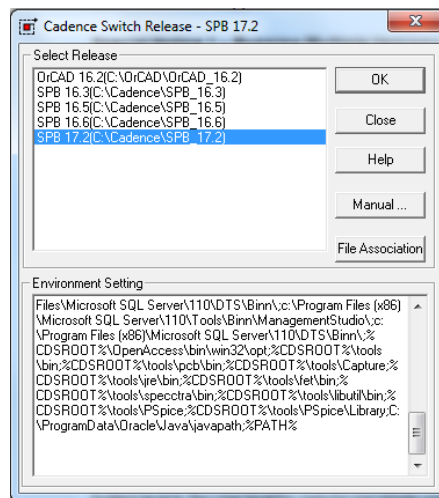 Cadence Switch Release - SPB 17.2
Select Release
OrCAD 16.2(C:\OrCAD\OrCAD_16.2)
SPB 16.3(C:\Cadence\SPB_16.3)
SPB 16.5(C:\Cadence\SPB_16.5)
SPB 16.6(C:\Cadence\SPB_16.6)
SPB 17.2(C:\Cadence\SPB_17.2)
OK
Close
Help
Manual ...
File Association
Environment Setting
Files\Microsoft SQL Server\110\DTS\Binn\;c:\Program Files (x86)
\Microsoft SQL Server\110\Tools\Binn\ManagementStudio\;c:
\Program Files (x86)\Microsoft SQL Server\110\DTS\Binn\;%
CDSROOT%\OpenAccess\bin\win32\opt;%CDSROOT%\tools
\bin;%CDSROOT%\tools\pcb\bin;%CDSROOT%\tools\Capture;%
CDSROOT%\tools\jre\bin;%CDSROOT%\tools\fet\bin;%
CDSROOT%\tools\specctra\bin;%CDSROOT%\tools\libutil\bin;%
CDSROOT%\tools\PSpice;%CDSROOT%\tools\PSpice\Library;C:
\ProgramData\Oracle\Java\javapath;%PATH%